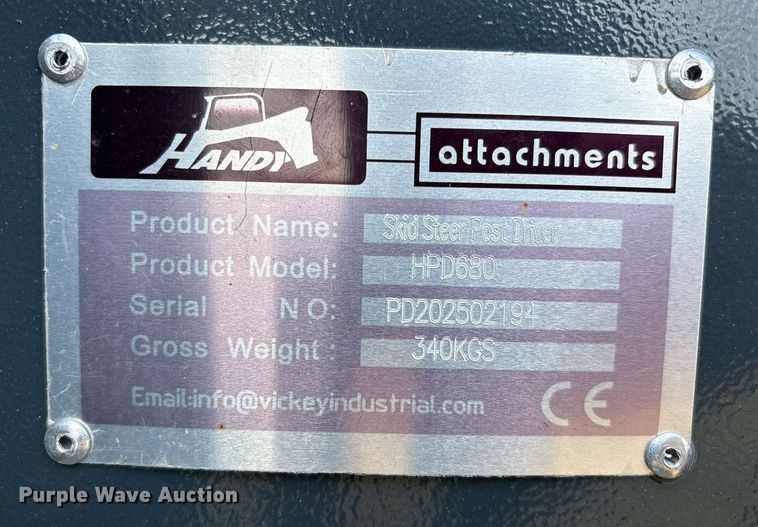 HANDY attachments
Product Name: Skid Steer Post Driver
Product Model: HPD680
Serial NO: PD202502194
Gross Weight: 340KGS
Email:info@vickeyindustrial.com CE
Purple Wave Auction